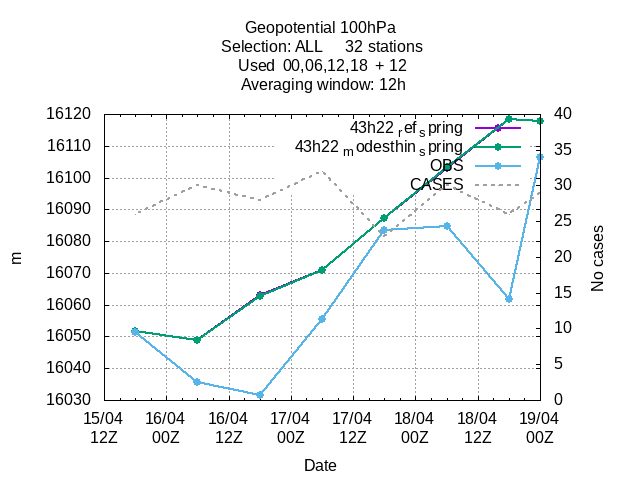 Geopotential 100hPa
Selection: ALL 32 stations
Used 00,06,12,18 + 12
Averaging window: 12h
43h22 refspring
43h22 modesthinspring
OBS
CASES
16120
16110
16100
16090
16080
16070
16060
16050
16040
16030
40
35
30
25
20
15
10
5
0
m
No cases
15/04 16/04 16/04 17/04 17/04 18/04 18/04 19/04
12Z 00Z 12Z 00Z 12Z 00Z 12Z 00Z
Date